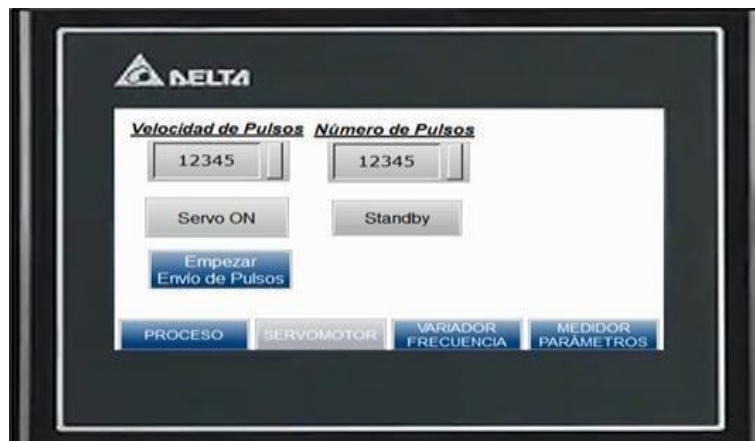 DELTA
Velocidad de Pulsos Número de Pulsos
12345 12345
Servo ON Standby
Empezar
Envío de Pulsos
PROCESO SERVOMOTOR VARIADOR
FRECUENCIA MEDIDOR
PARÁMETROS